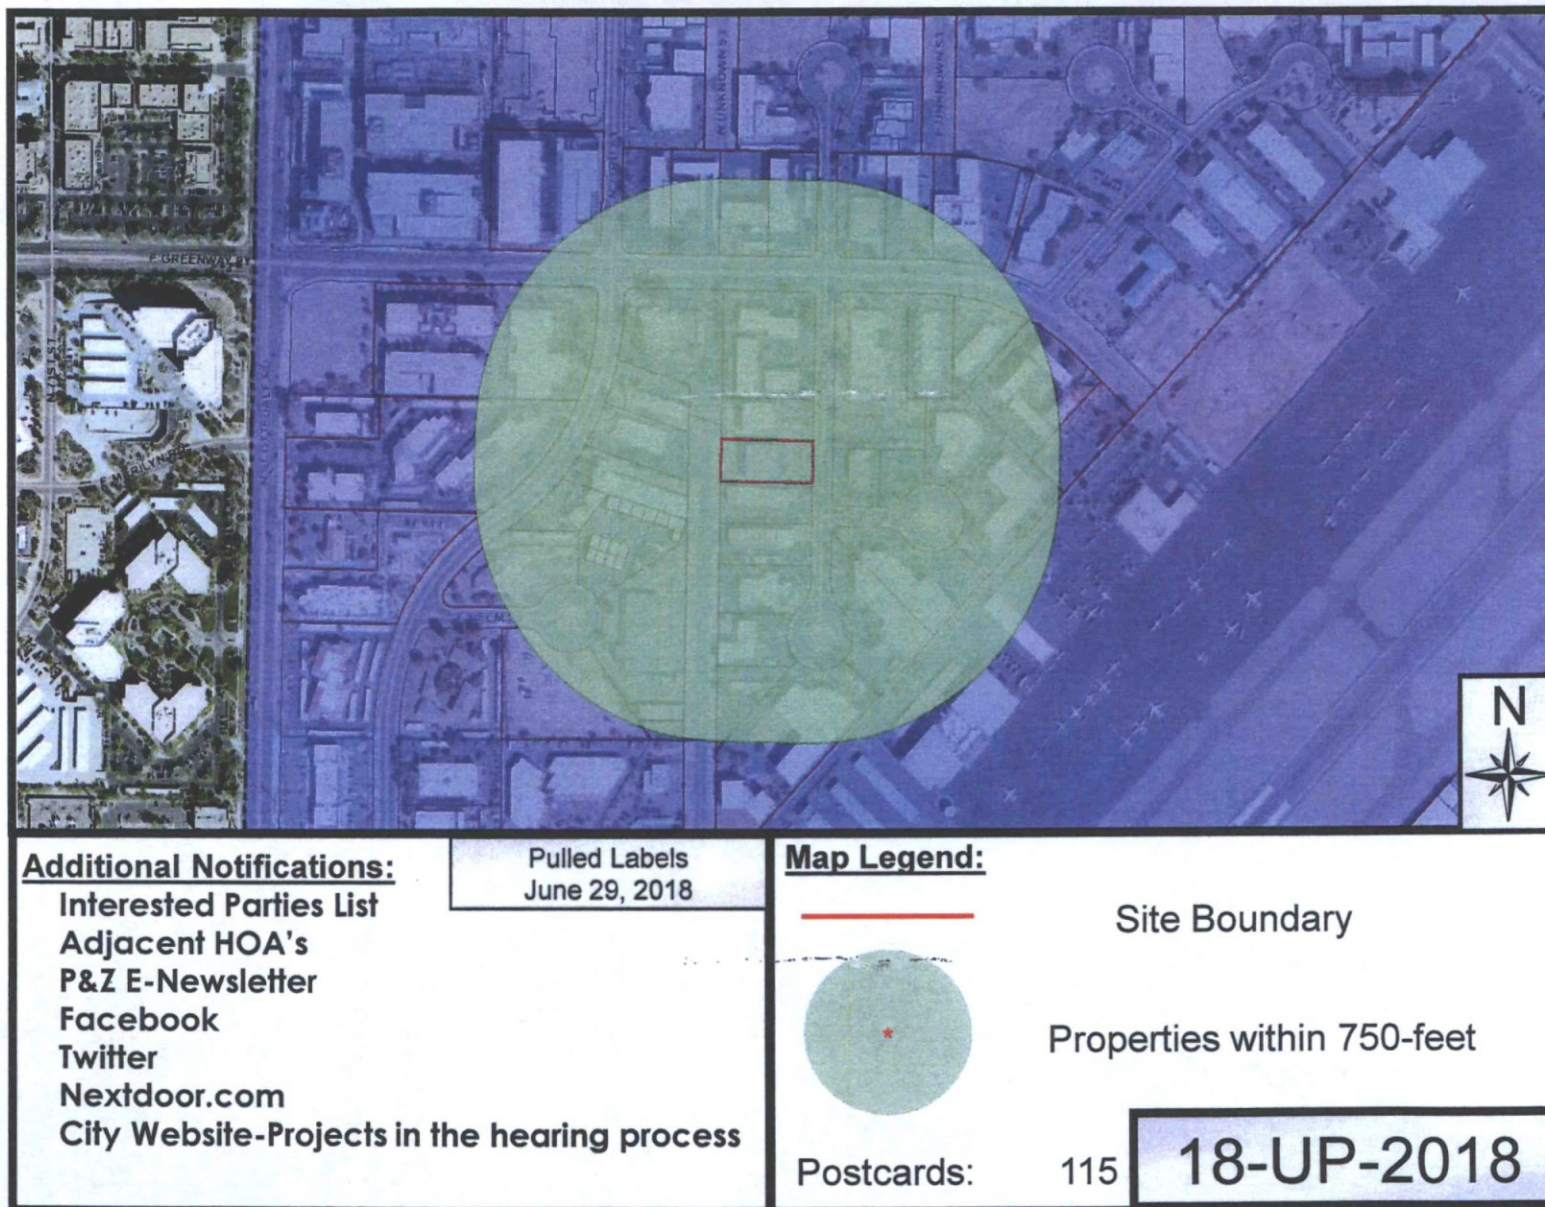 E GREENWAY
N
Additional Notifications:
Pulled Labels
June 29, 2018
Interested Parties List
Adjacent HOA's
P&Z E-Newsletter
Facebook
Twitter
Nextdoor.com
City Website-Projects in the hearing process
Map Legend:
Site Boundary
Properties within 750-feet
Postcards: 115
18-UP-2018